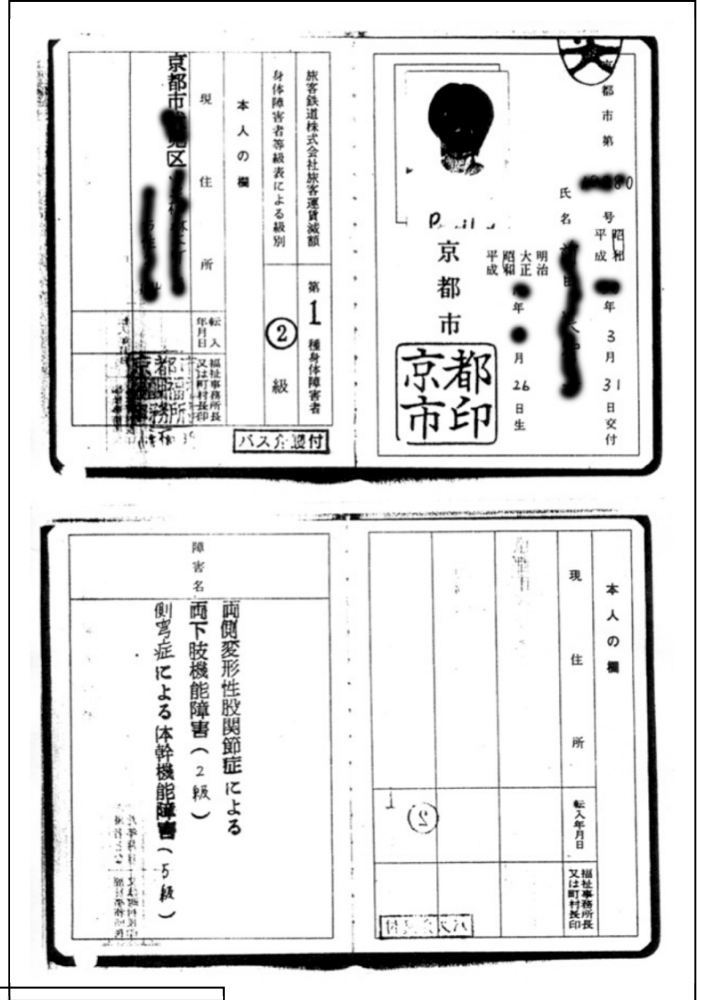 都市第
号
氏名
昭和
平成
年3月31日交付
明治
大正
昭和
平成
年
月26日生
京都市
京都
市印
旅客鉄道株式会社旅客運賃減額
第1種身体障害者
身体障害者等級表による級別
②級
本人の欄
現住所
京都市
区
転入
年月日
福祉事務所長
又は町村長印
バス介護付
本人の欄
現住所
転入年月日
福祉事務所長
又は町村長印
障害名
両側変形性股関節症による
両下肢機能障害(2級)
側弯症による体幹機能障害(5級)